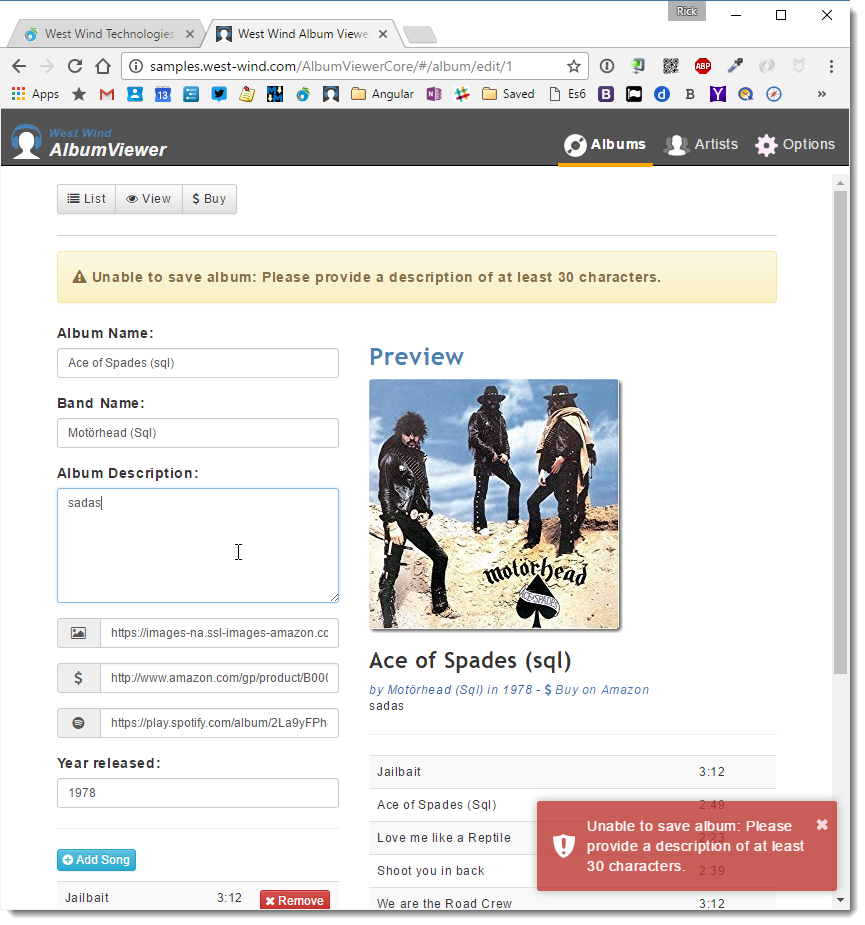 Rick
West Wind Technologies
West Wind Album Viewe
samples.west-wind.com/AlbumViewerCore/#/album/edit/1
ABP
Apps
13
Angular
Saved
Es6
B
d
B
Y
»
West Wind
AlbumViewer
Albums
Artists
Options
List
View
$ Buy
Unable to save album: Please provide a description of at least 30 characters.
Album Name:
Ace of Spades (sql)
Band Name:
Motörhead (Sql)
Album Description:
sadas
https://images-na.ssl-images-amazon.cc
$ http://www.amazon.com/gp/product/B000
https://play.spotify.com/album/2La9yFPh
Year released:
1978
Add Song
Jailbait 3:12 Remove
Preview
motörhead
ACE OF SPADES
Ace of Spades (sql)
by Motörhead (Sql) in 1978 - $ Buy on Amazon
sadas
Jailbait 3:12
Ace of Spades (Sql) 2:49
Love me like a Reptile 2:23
Shoot you in back 2:39
We are the Road Crew 3:12
Unable to save album: Please
provide a description of at least
30 characters.